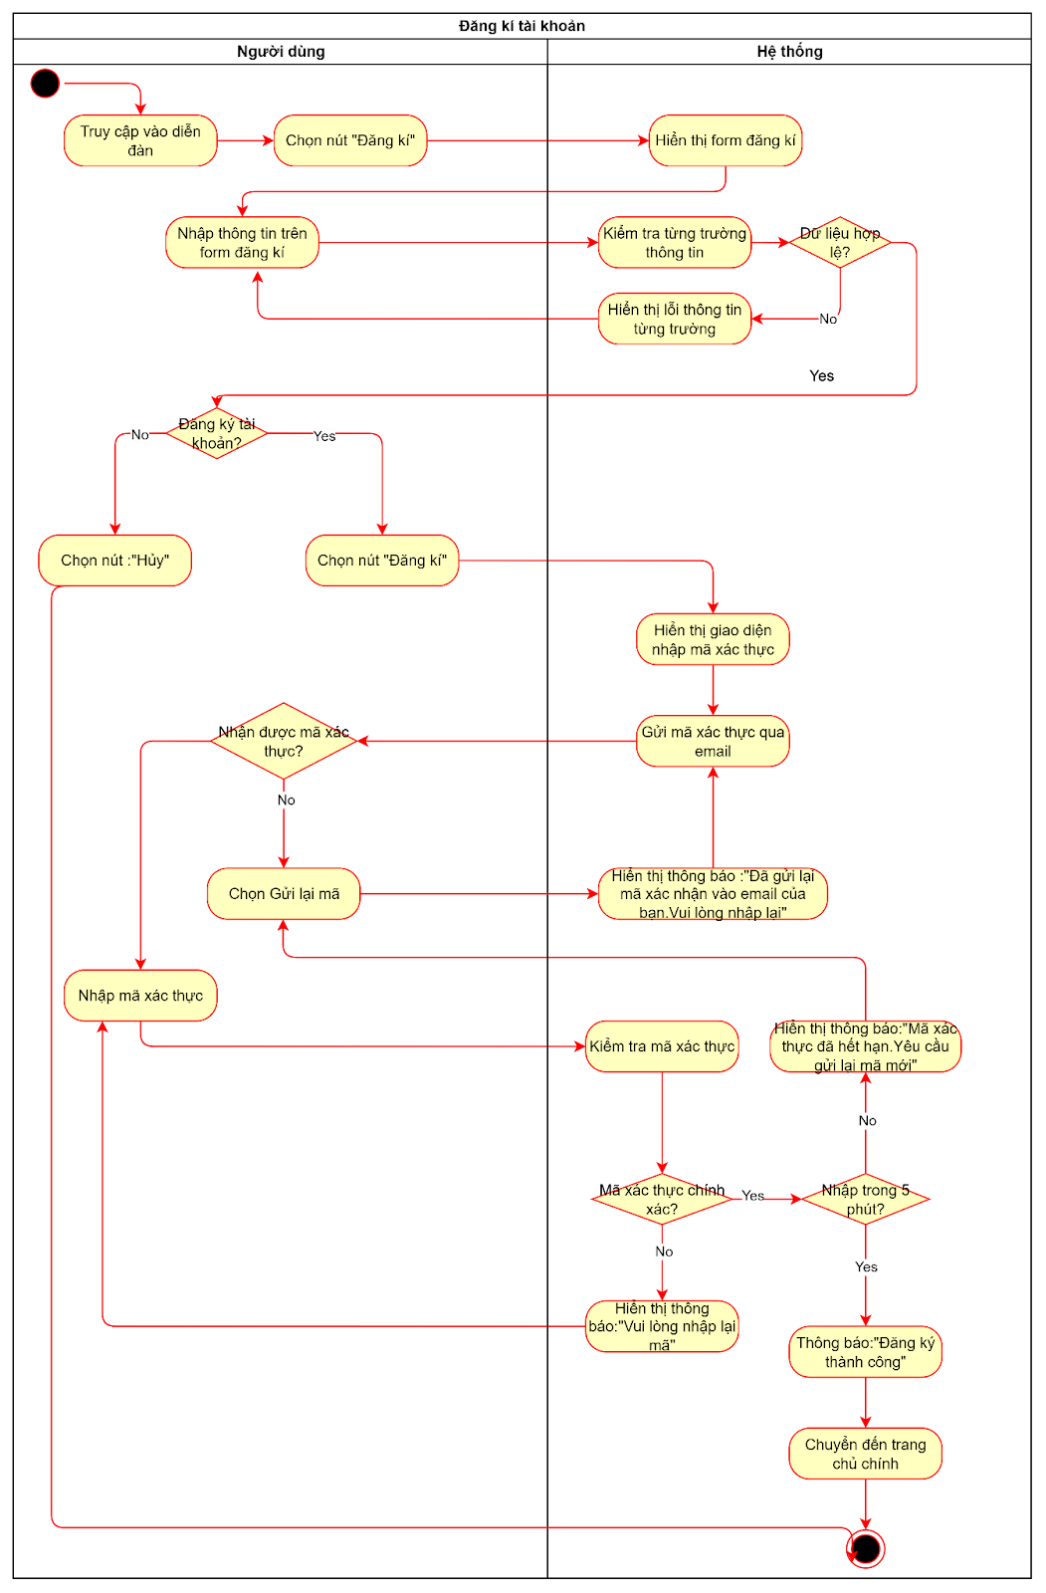 Đăng kí tài khoản
Người dùng
Hệ thống
Truy cập vào diễn
đàn
Chọn nút "Đăng kí"
Hiển thị form đăng kí
Nhập thông tin trên
form đăng kí
Kiểm tra từng trường
thông tin
Dữ liệu hợp
lệ?
Hiển thị lỗi thông tin
từng trường
No
Yes
Đăng ký tài
khoản?
No
Yes
Chọn nút :"Hủy"
Chọn nút "Đăng kí"
Hiển thị giao diện
nhập mã xác thực
Nhận được mã xác
thực?
Gửi mã xác thực qua
email
No
Chọn Gửi lại mã
Hiển thị thông báo :"Đã gửi lại
mã xác nhận vào email của
bạn.Vui lòng nhập lại"
Nhập mã xác thực
Kiểm tra mã xác thực
Hiển thị thông báo:"Mã xác
thực đã hết hạn.Yêu cầu
gửi lại mã mới"
No
Mã xác thực chính
xác?
Yes
Nhập trong 5
phút?
No
Yes
Hiển thị thông
báo:"Vui lòng nhập lại
mã"
Thông báo:"Đăng ký
thành công"
Chuyển đến trang
chủ chính